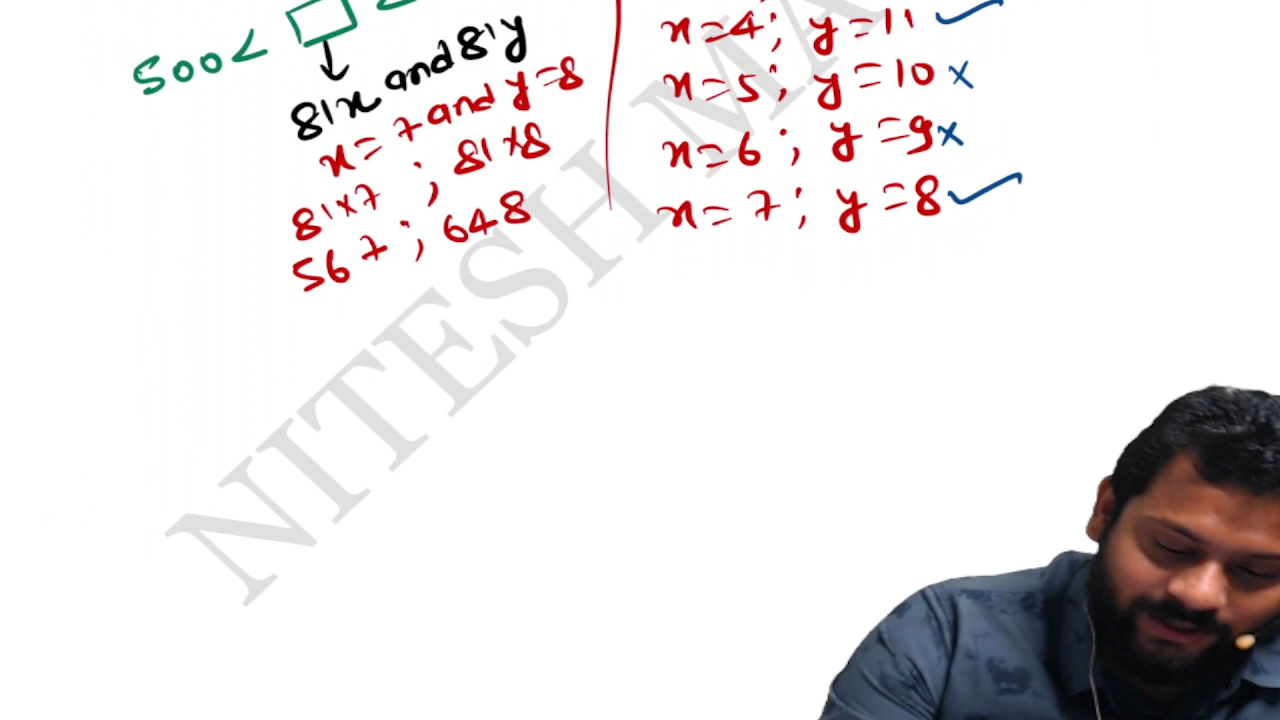 500 <
<
81x and 81y
x = 7 and y = 8
81×7 ; 81×8
567 ; 648
x = 4 ; y = 11 ✓
x = 5 ; y = 10 ×
x = 6 ; y = 9 ×
x = 7 ; y = 8 ✓
NITESH MA